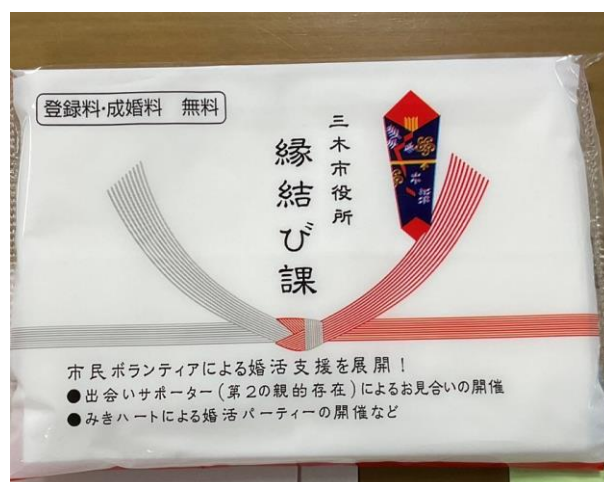 登録料・成婚料　無料
三木市役所
縁結び課
市民ボランティアによる婚活支援を展開！
●出会いサポーター(第2の親的存在)によるお見合いの開催
●みきハートによる婚活パーティーの開催など